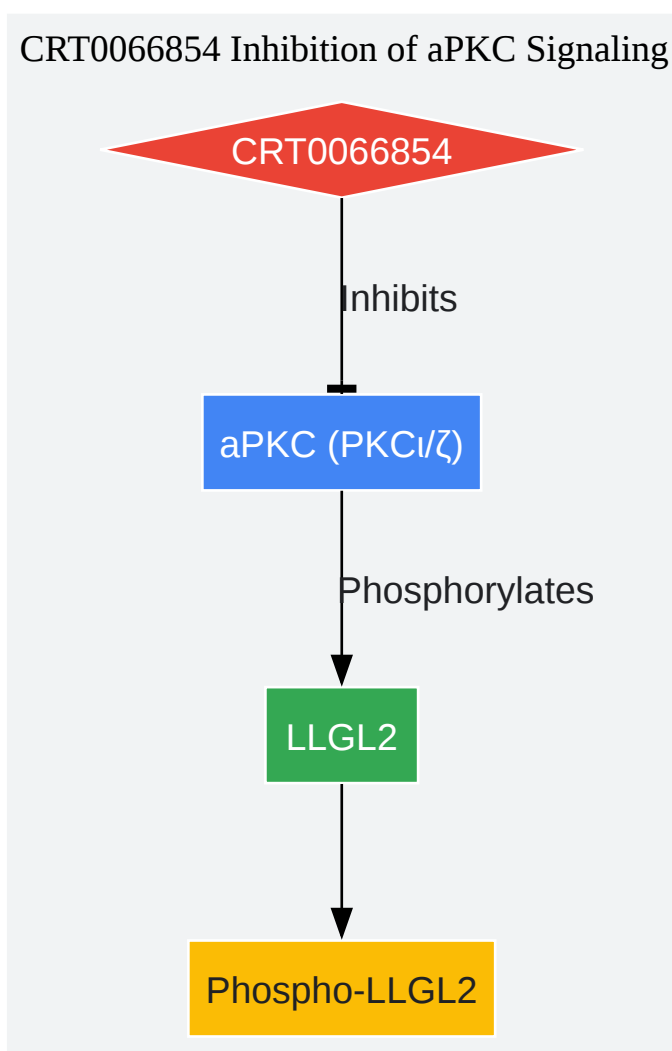 CRT0066854 Inhibition of aPKC Signaling
CRT0066854
Inhibits
aPKC (PKCι/ζ)
Phosphorylates
LLGL2
Phospho-LLGL2